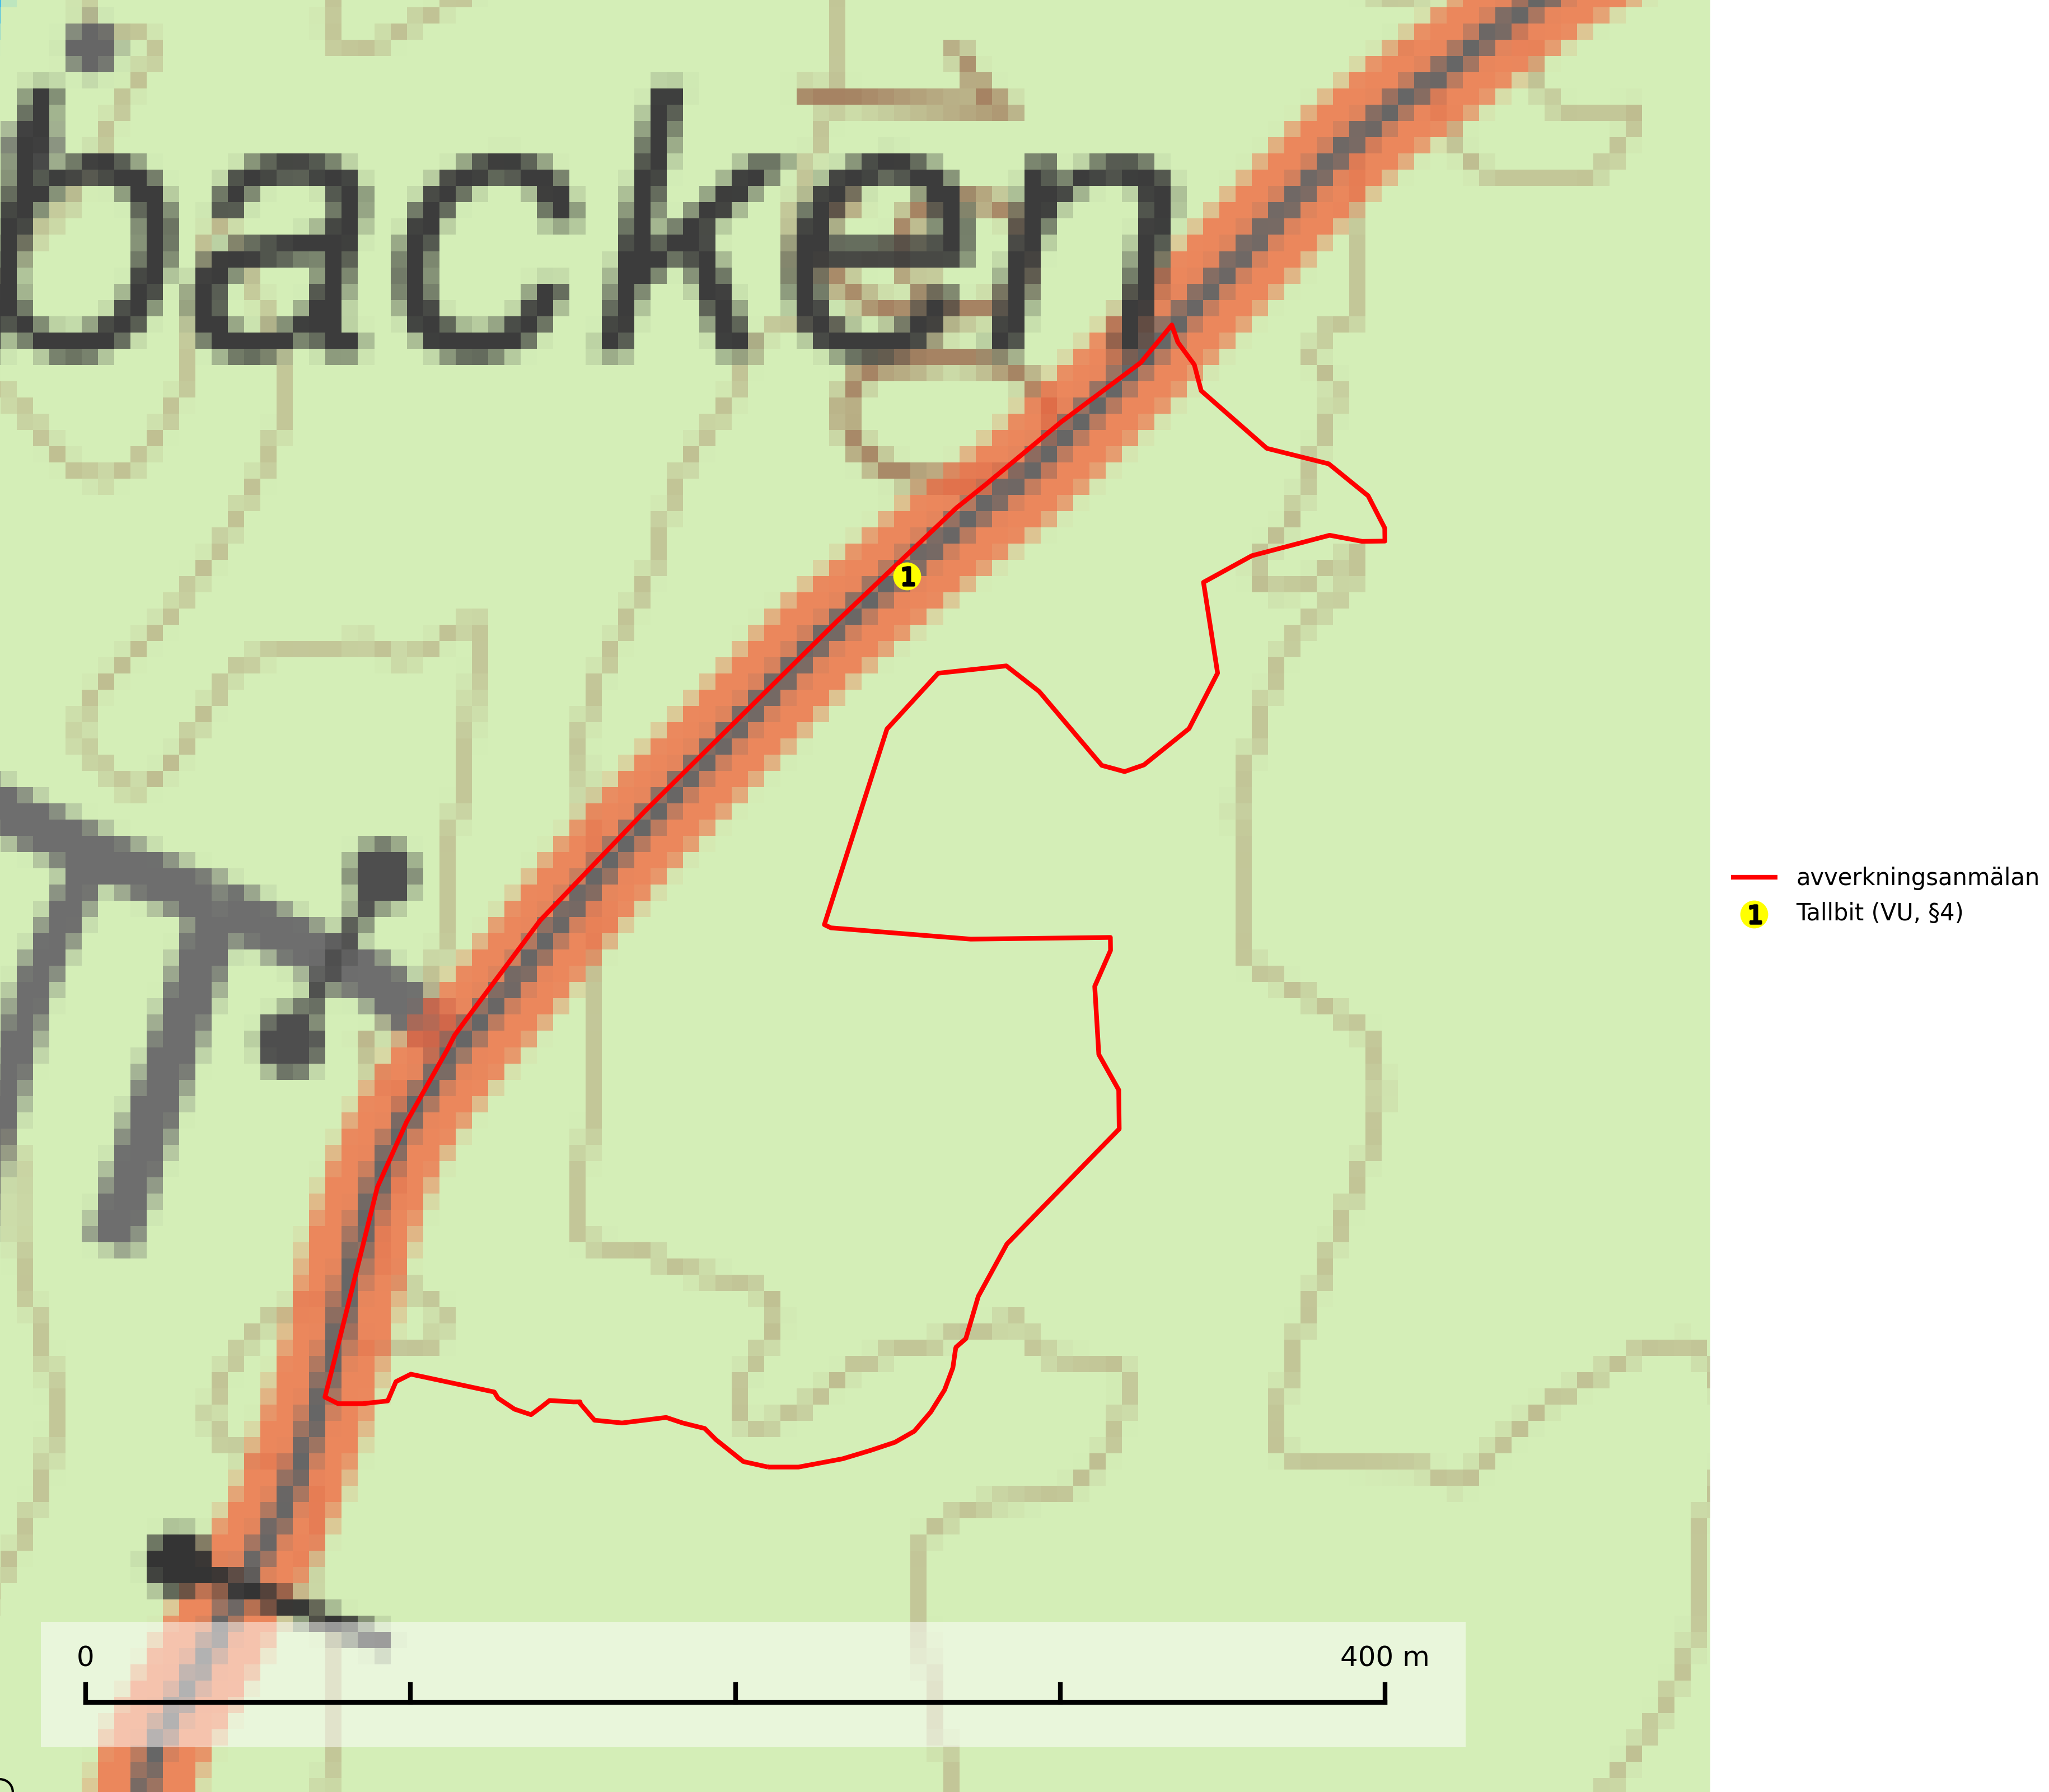 backen
1
avverkningsanmälan
1 Tallbit (VU, §4)
0 400 m